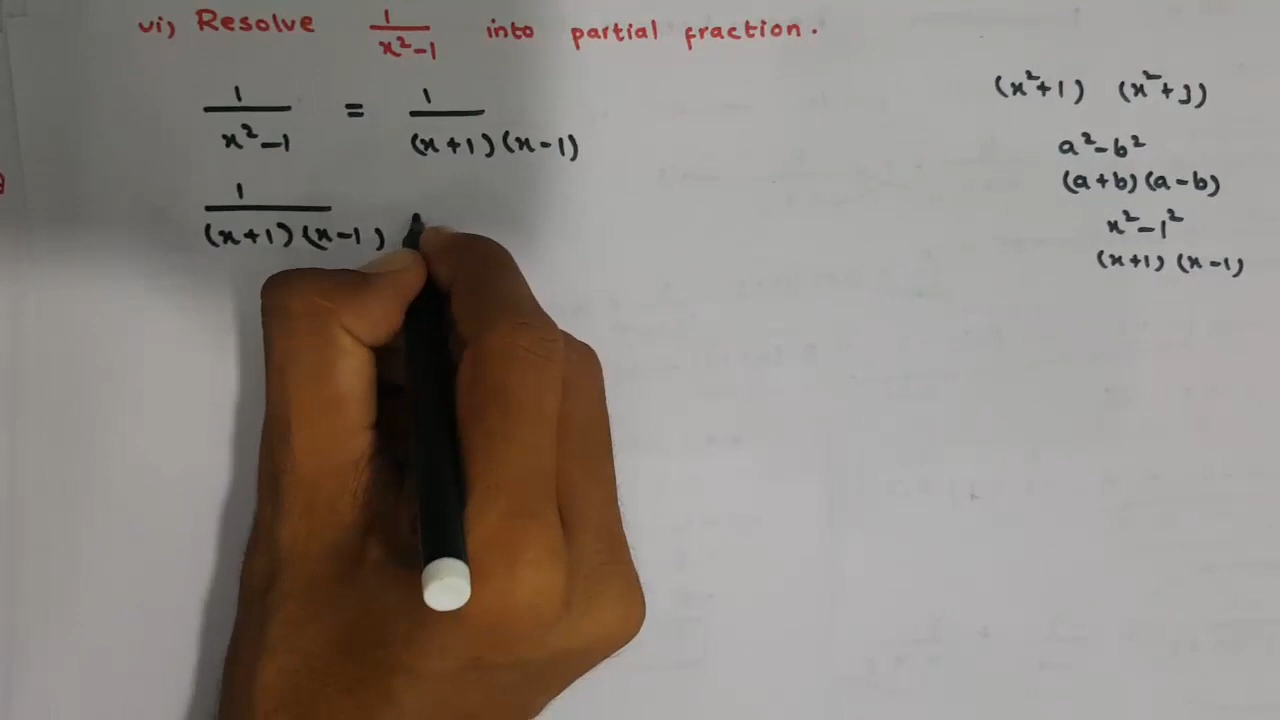 vi) Resolve 1/(x²-1) into partial fraction.
1/(x²-1) = 1/((x+1)(x-1))
1/((x+1)(x-1))
(x²+1) (x²+3)
a²-b²
(a+b)(a-b)
x²-1²
(x+1)(x-1)